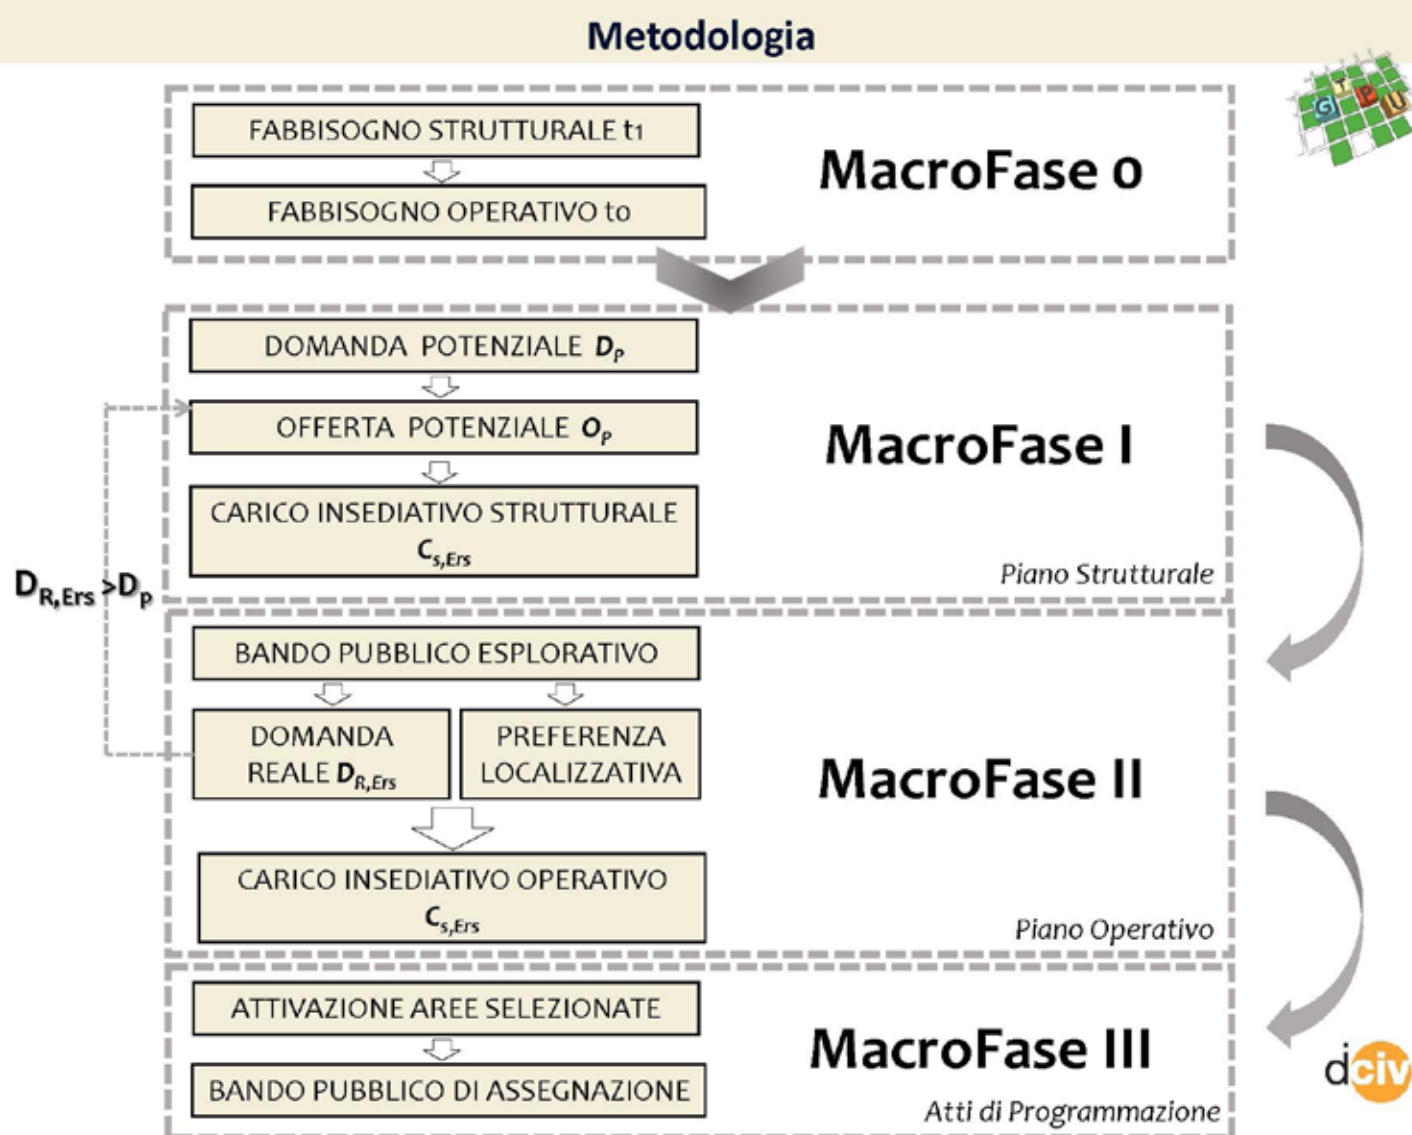 Metodologia
GTPU
FABBISOGNO STRUTTURALE t1
FABBISOGNO OPERATIVO t0
MacroFase 0
DOMANDA POTENZIALE DP
OFFERTA POTENZIALE OP
CARICO INSEDIATIVO STRUTTURALE
Cs,Ers
MacroFase I
Piano Strutturale
DR,Ers >Dp
BANDO PUBBLICO ESPLORATIVO
DOMANDA
REALE DR,Ers
PREFERENZA
LOCALIZZATIVA
CARICO INSEDIATIVO OPERATIVO
Cs,Ers
MacroFase II
Piano Operativo
ATTIVAZIONE AREE SELEZIONATE
BANDO PUBBLICO DI ASSEGNAZIONE
MacroFase III
Atti di Programmazione
dciv